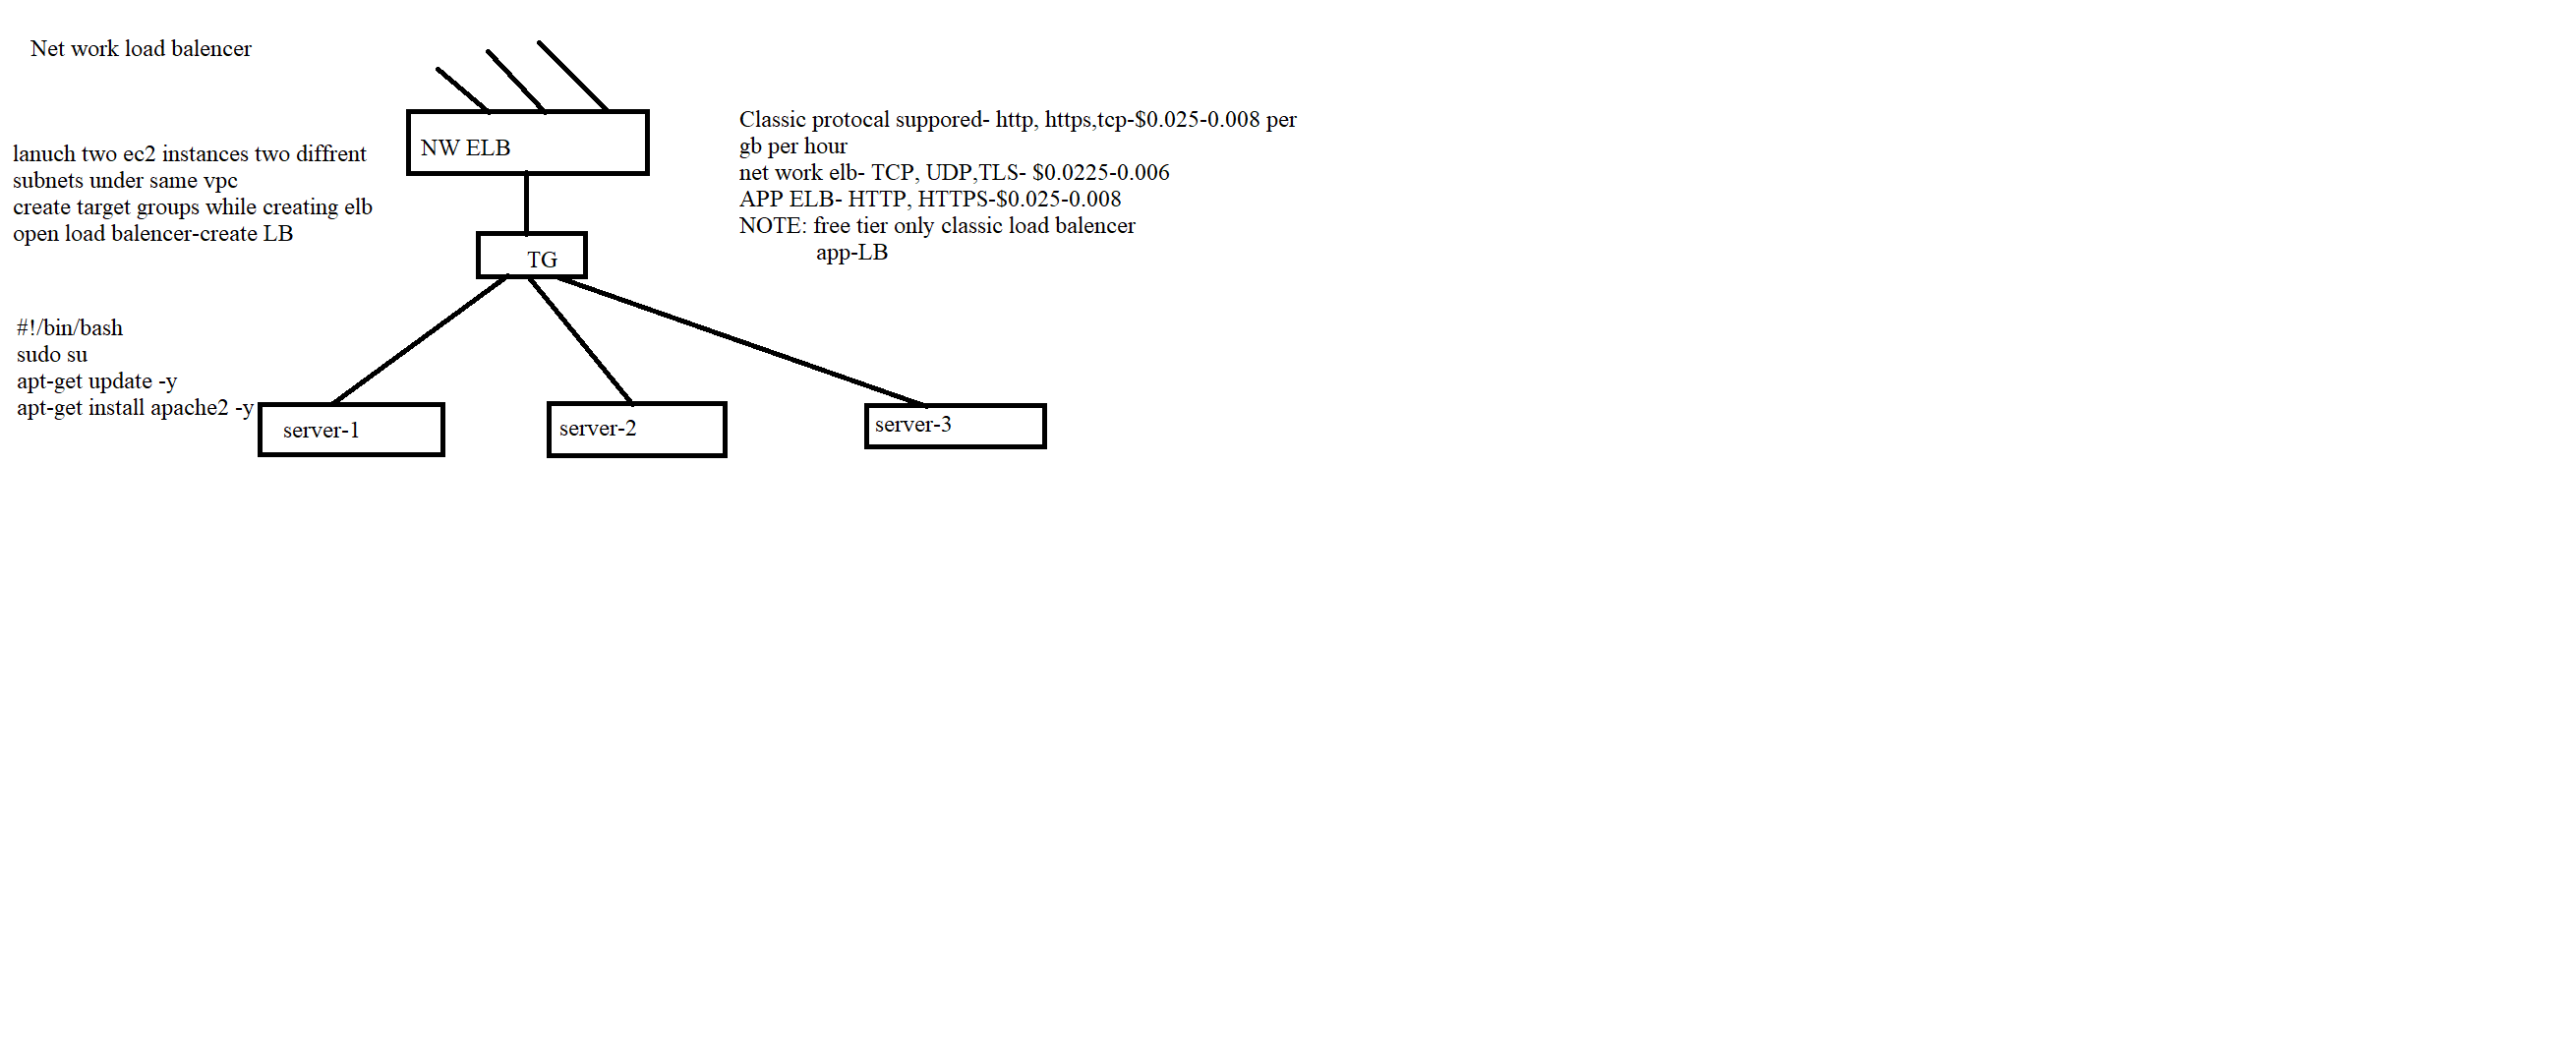 Net work load balencer
NW ELB
lanuch two ec2 instances two diffrent
subnets under same vpc
create target groups while creating elb
open load balencer-create LB
Classic protocal suppored- http, https,tcp-$0.025-0.008 per
gb per hour
net work elb- TCP, UDP,TLS- $0.0225-0.006
APP ELB- HTTP, HTTPS-$0.025-0.008
NOTE: free tier only classic load balencer
app-LB
TG
#!/bin/bash
sudo su
apt-get update -y
apt-get install apache2 -y
server-1
server-2
server-3